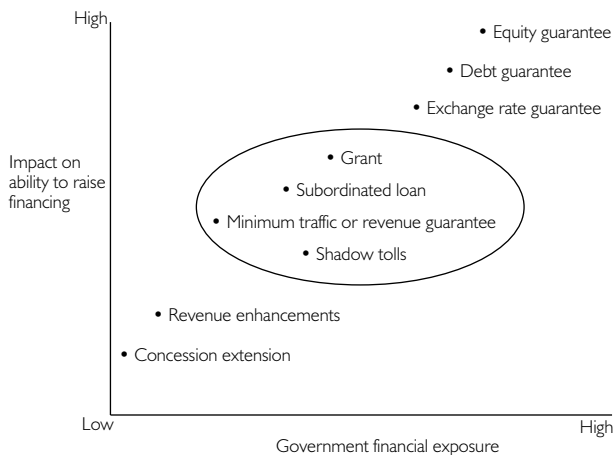 High
Equity guarantee
Debt guarantee
Exchange rate guarantee
Impact on
ability to raise
financing
Grant
Subordinated loan
Minimum traffic or revenue guarantee
Shadow tolls
Revenue enhancements
Concession extension
Low
High
Government financial exposure